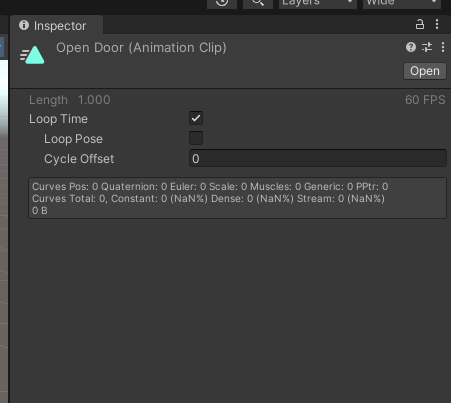 Layers
Wide
Inspector
Open Door (Animation Clip)
Open
Length 1.000 60 FPS
Loop Time
Loop Pose
Cycle Offset 0
Curves Pos: 0 Quaternion: 0 Euler: 0 Scale: 0 Muscles: 0 Generic: 0 PPtr: 0
Curves Total: 0, Constant: 0 (NaN%) Dense: 0 (NaN%) Stream: 0 (NaN%)
0 B